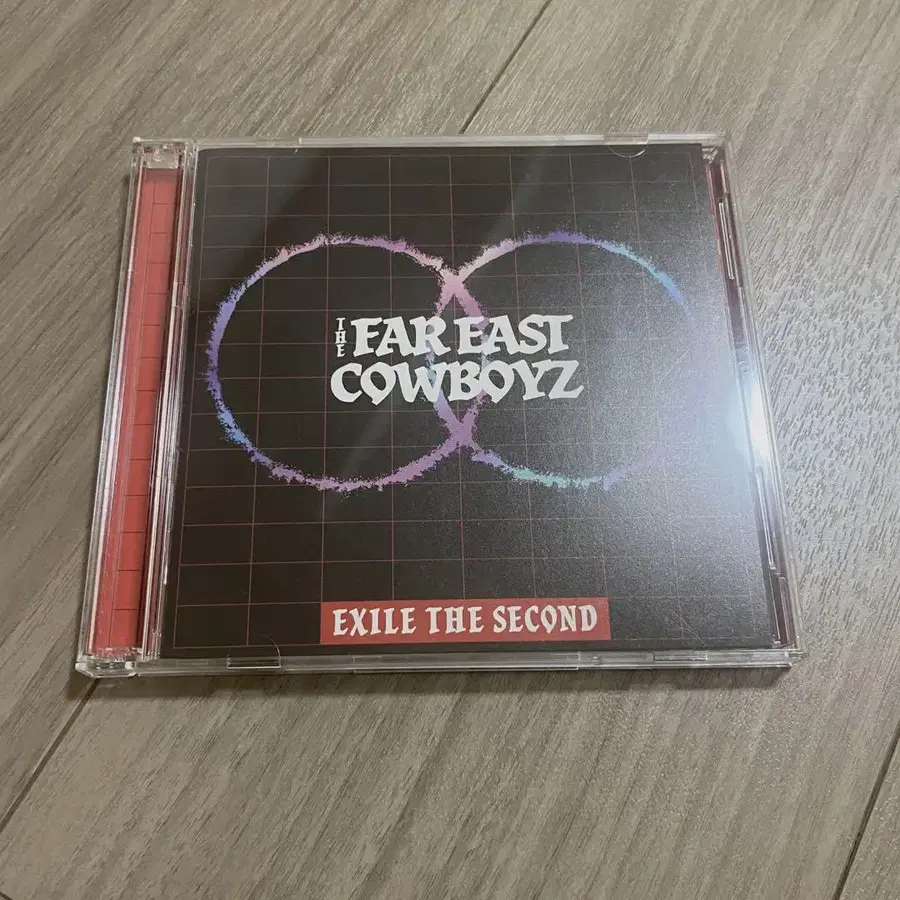 THE FAR EAST
COWBOYZ
EXILE THE SECOND